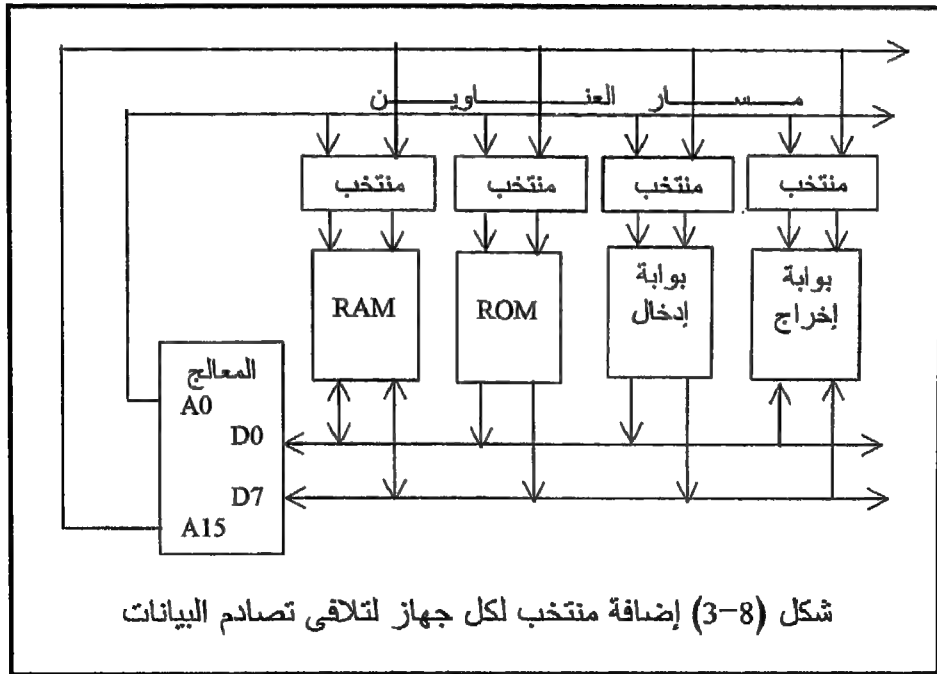 مسار العناوين
منتخب
منتخب
منتخب
منتخب
RAM
ROM
بوابة
إدخال
بوابة
إخراج
المعالج
A0
D0
D7
A15
شكل (8-3) إضافة منتخب لكل جهاز لتلافى تصادم البيانات